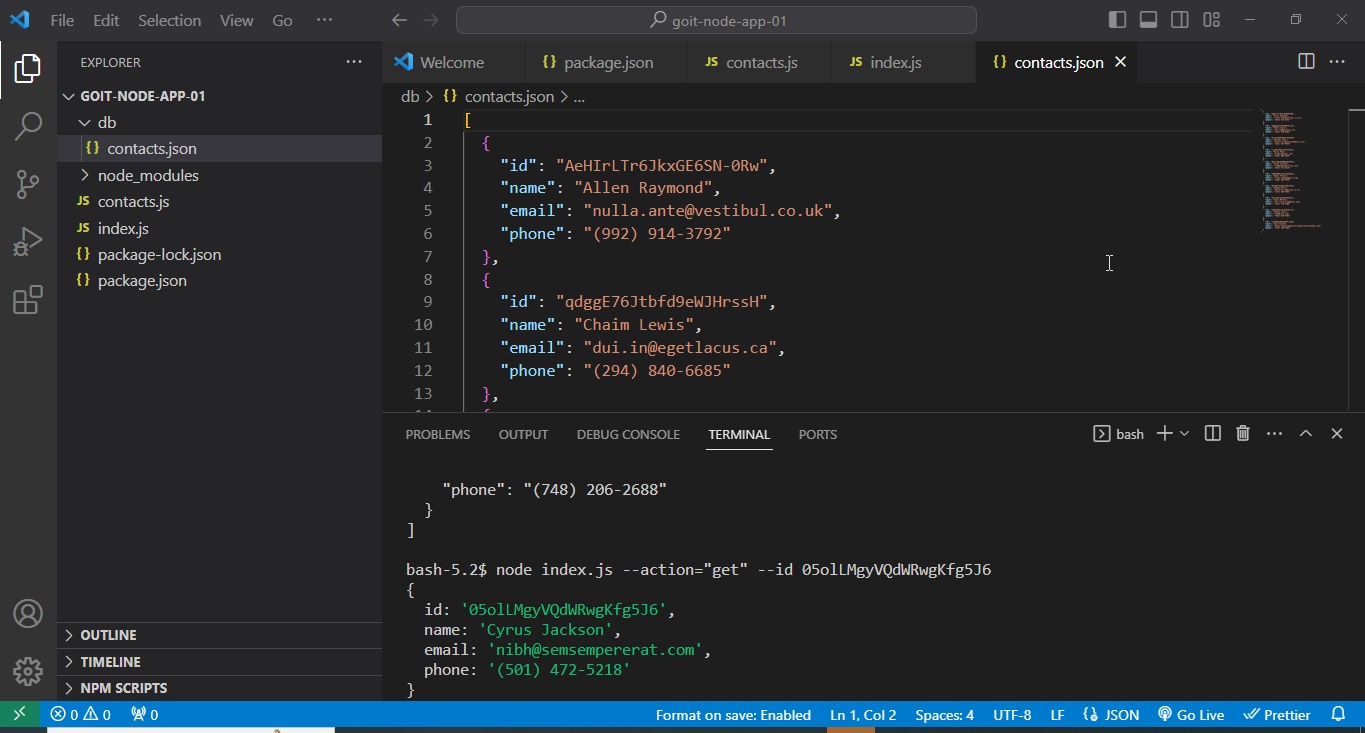 File Edit Selection View Go ··· goit-node-app-01
EXPLORER ···
GOIT-NODE-APP-01
db
{} contacts.json
node_modules
JS contacts.js
JS index.js
{} package-lock.json
{} package.json
OUTLINE
TIMELINE
NPM SCRIPTS
Welcome {} package.json JS contacts.js JS index.js {} contacts.json
db > {} contacts.json > ...
1 [
2 {
3 "id": "AeHIrLTr6JkxGE6SN-0Rw",
4 "name": "Allen Raymond",
5 "email": "nulla.ante@vestibul.co.uk",
6 "phone": "(992) 914-3792"
7 },
8 {
9 "id": "qdggE76Jtbfd9eWJHrssH",
10 "name": "Chaim Lewis",
11 "email": "dui.in@egetlacus.ca",
12 "phone": "(294) 840-6685"
13 },
PROBLEMS OUTPUT DEBUG CONSOLE TERMINAL PORTS bash
"phone": "(748) 206-2688"
}
]
bash-5.2$ node index.js --action="get" --id 05olLMgyVQdWRwgKfg5J6
{
id: '05olLMgyVQdWRwgKfg5J6',
name: 'Cyrus Jackson',
email: 'nibh@semsempererat.com',
phone: '(501) 472-5218'
}
0 0 0 Format on save: Enabled Ln 1, Col 2 Spaces: 4 UTF-8 LF {} JSON Go Live Prettier